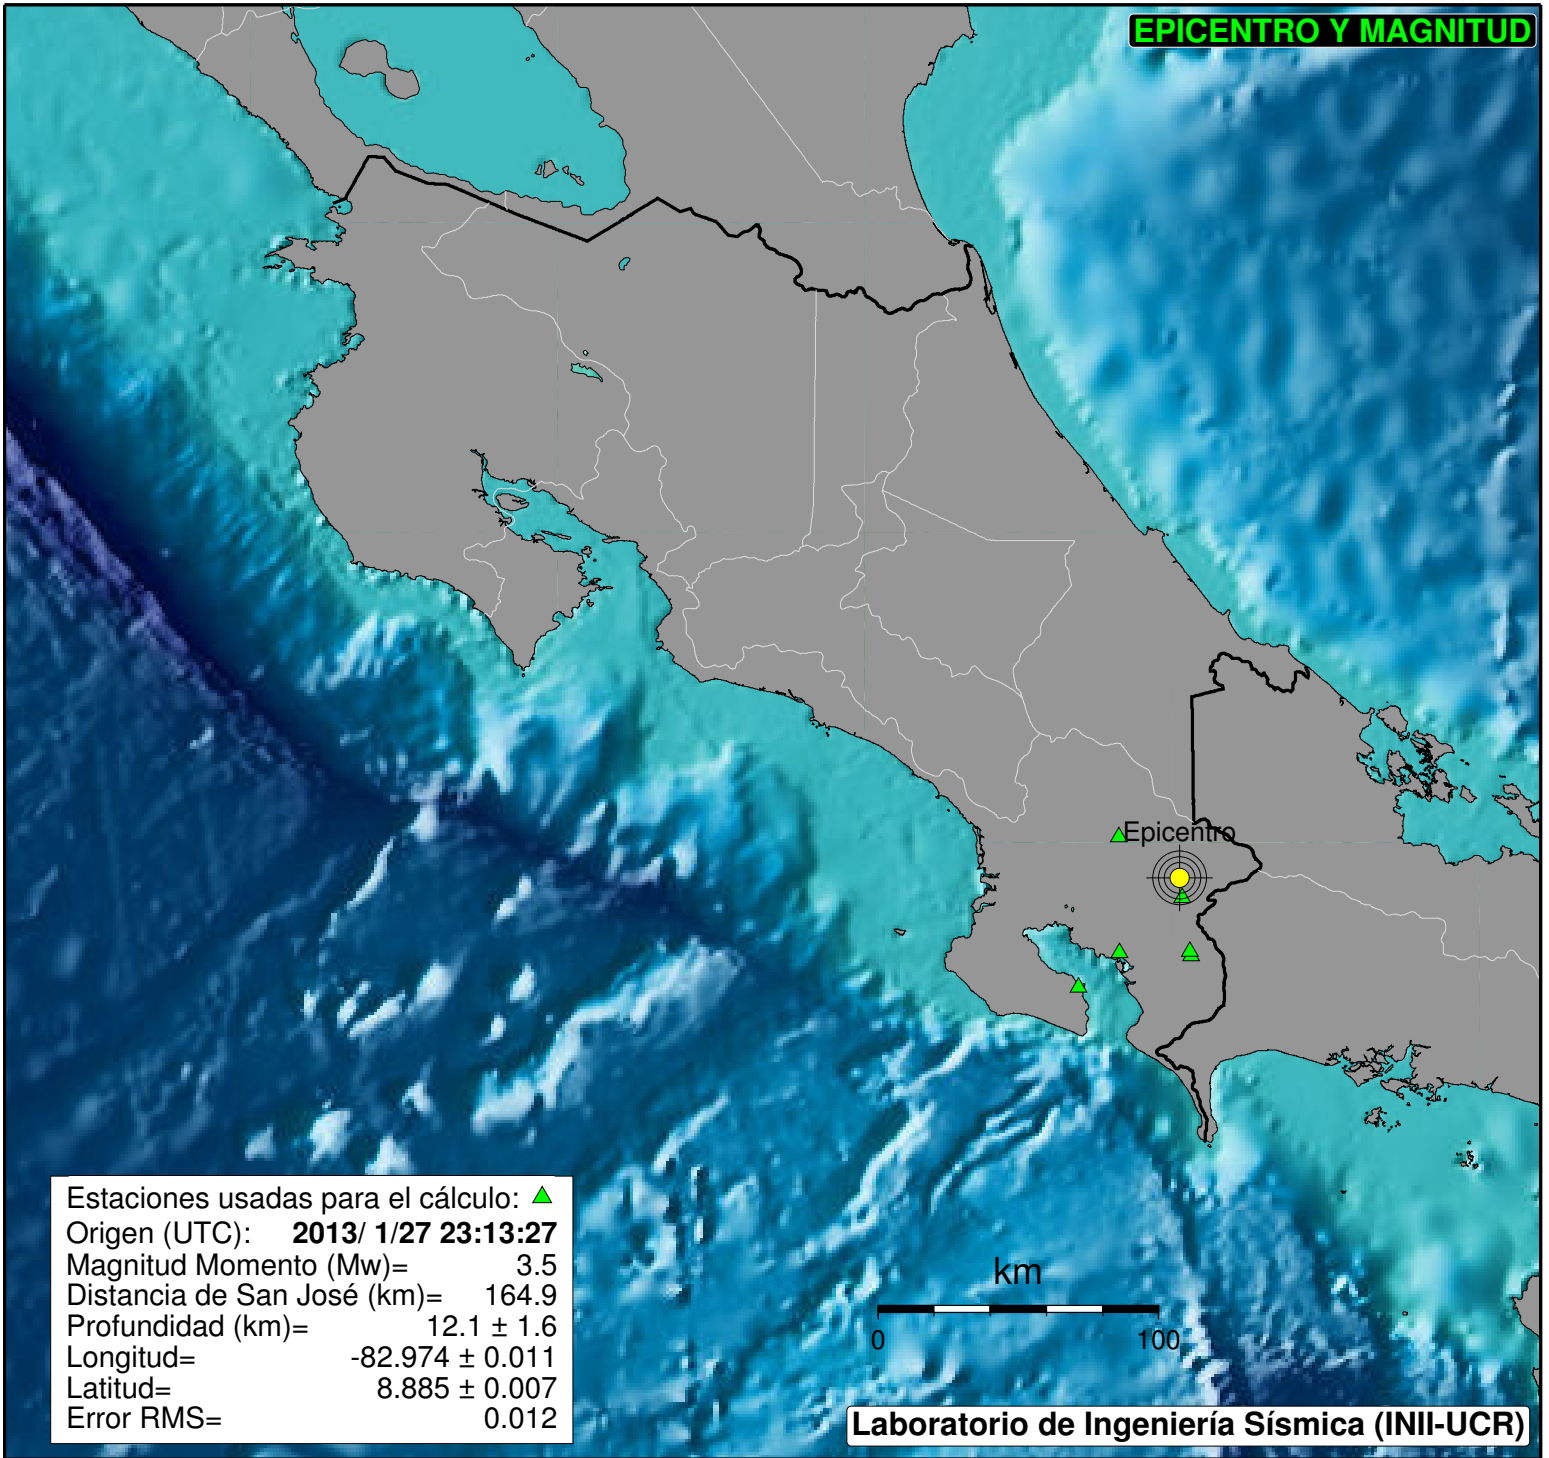 EPICENTRO Y MAGNITUD
Epicentro
Estaciones usadas para el cálculo:
Origen (UTC): 2013/ 1/27 23:13:27
Magnitud Momento (Mw)= 3.5
Distancia de San José (km)= 164.9
Profundidad (km)= 12.1 ± 1.6
Longitud= -82.974 ± 0.011
Latitud= 8.885 ± 0.007
Error RMS= 0.012
km
0 100
Laboratorio de Ingeniería Sísmica (INII-UCR)